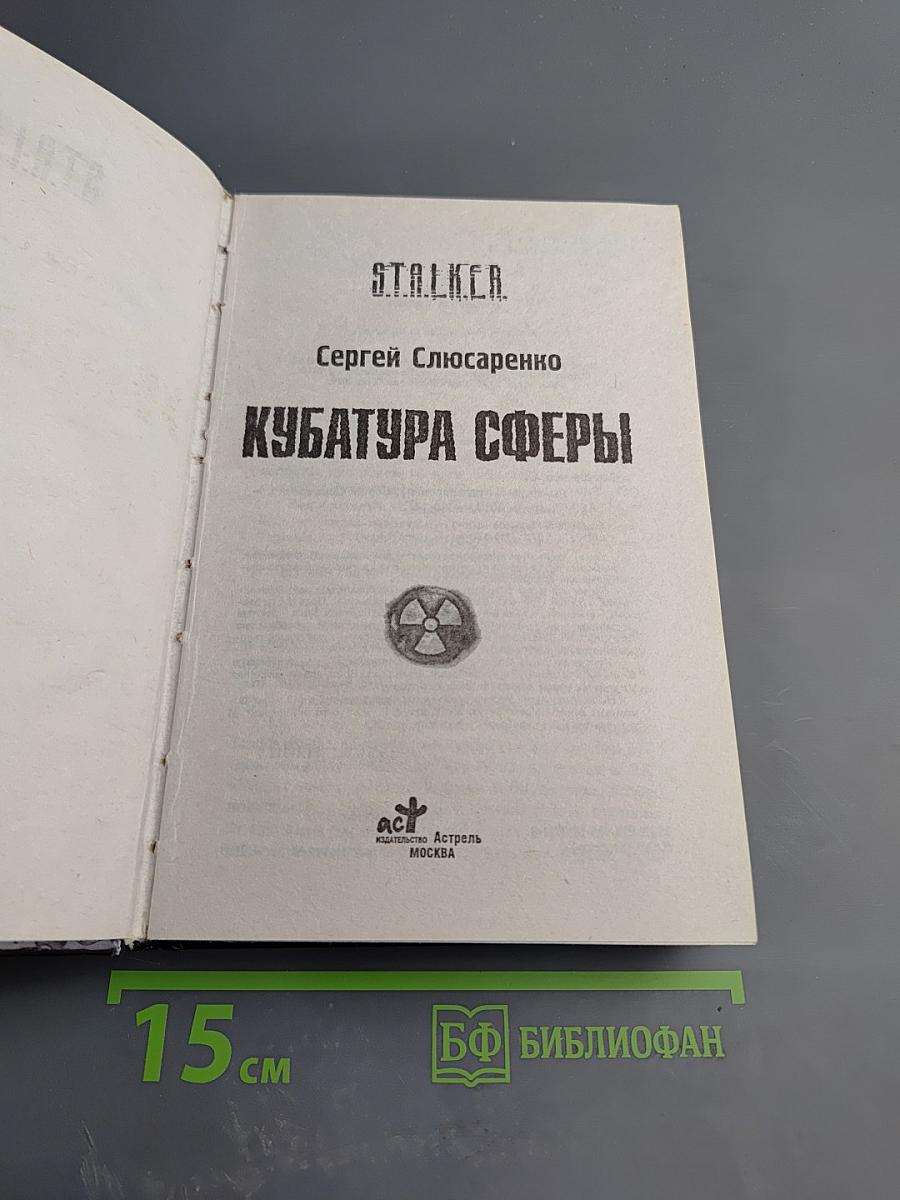 S.T.A.L.K.E.R.
Сергей Слюсаренко
КУБАТУРА СФЕРЫ
аст
ИЗДАТЕЛЬСТВО Астрель
МОСКВА
15 см
БФ БИБЛИОФАН